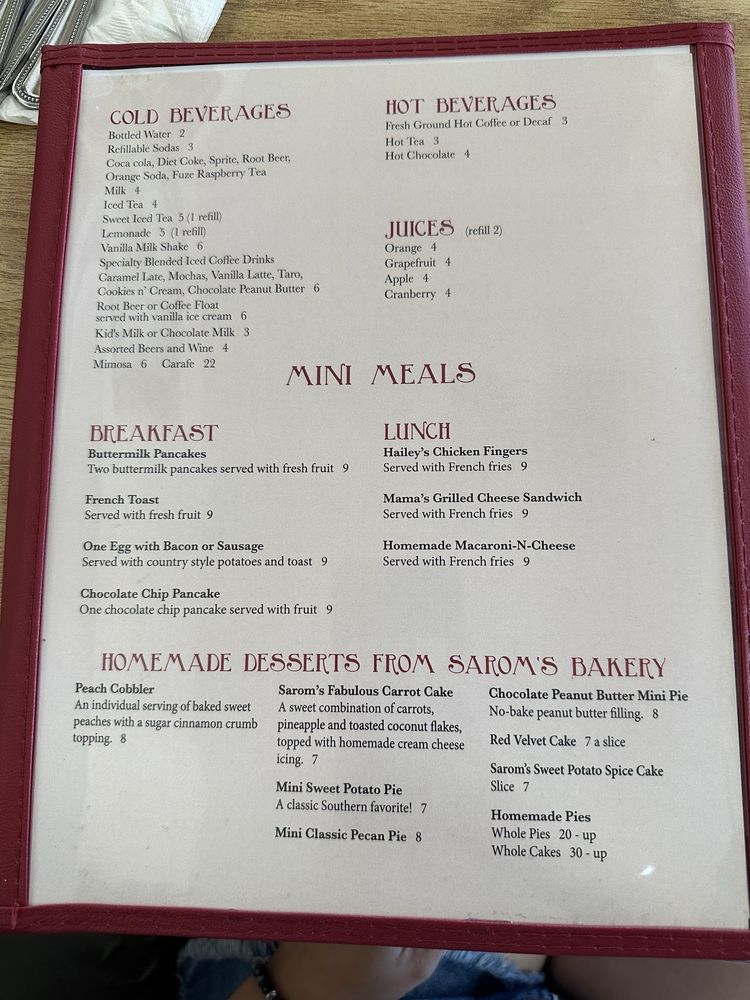 COLD BEVERAGES
Bottled Water 2
Refillable Sodas 3
Coca cola, Diet Coke, Sprite, Root Beer,
Orange Soda, Fuze Raspberry Tea
Milk 4
Iced Tea 4
Sweet Iced Tea 5 (1 refill)
Lemonade 5 (1 refill)
Vanilla Milk Shake 6
Specialty Blended Iced Coffee Drinks
Caramel Late, Mochas, Vanilla Latte, Taro,
Cookies n' Cream, Chocolate Peanut Butter 6
Root Beer or Coffee Float
served with vanilla ice cream 6
Kid's Milk or Chocolate Milk 3
Assorted Beers and Wine 4
Mimosa 6 Carafe 22
HOT BEVERAGES
Fresh Ground Hot Coffee or Decaf 3
Hot Tea 3
Hot Chocolate 4
JUICES (refill 2)
Orange 4
Grapefruit 4
Apple 4
Cranberry 4
MINI MEALS
BREAKFAST
Buttermilk Pancakes
Two buttermilk pancakes served with fresh fruit 9
French Toast
Served with fresh fruit 9
One Egg with Bacon or Sausage
Served with country style potatoes and toast 9
Chocolate Chip Pancake
One chocolate chip pancake served with fruit 9
LUNCH
Hailey's Chicken Fingers
Served with French fries 9
Mama's Grilled Cheese Sandwich
Served with French fries 9
Homemade Macaroni-N-Cheese
Served with French fries 9
HOMEMADE DESSERTS FROM SAROM'S BAKERY
Peach Cobbler
An individual serving of baked sweet
peaches with a sugar cinnamon crumb
topping. 8
Sarom's Fabulous Carrot Cake
A sweet combination of carrots,
pineapple and toasted coconut flakes,
topped with homemade cream cheese
icing. 7
Mini Sweet Potato Pie
A classic Southern favorite! 7
Mini Classic Pecan Pie 8
Chocolate Peanut Butter Mini Pie
No-bake peanut butter filling. 8
Red Velvet Cake 7 a slice
Sarom's Sweet Potato Spice Cake
Slice 7
Homemade Pies
Whole Pies 20 - up
Whole Cakes 30 - up